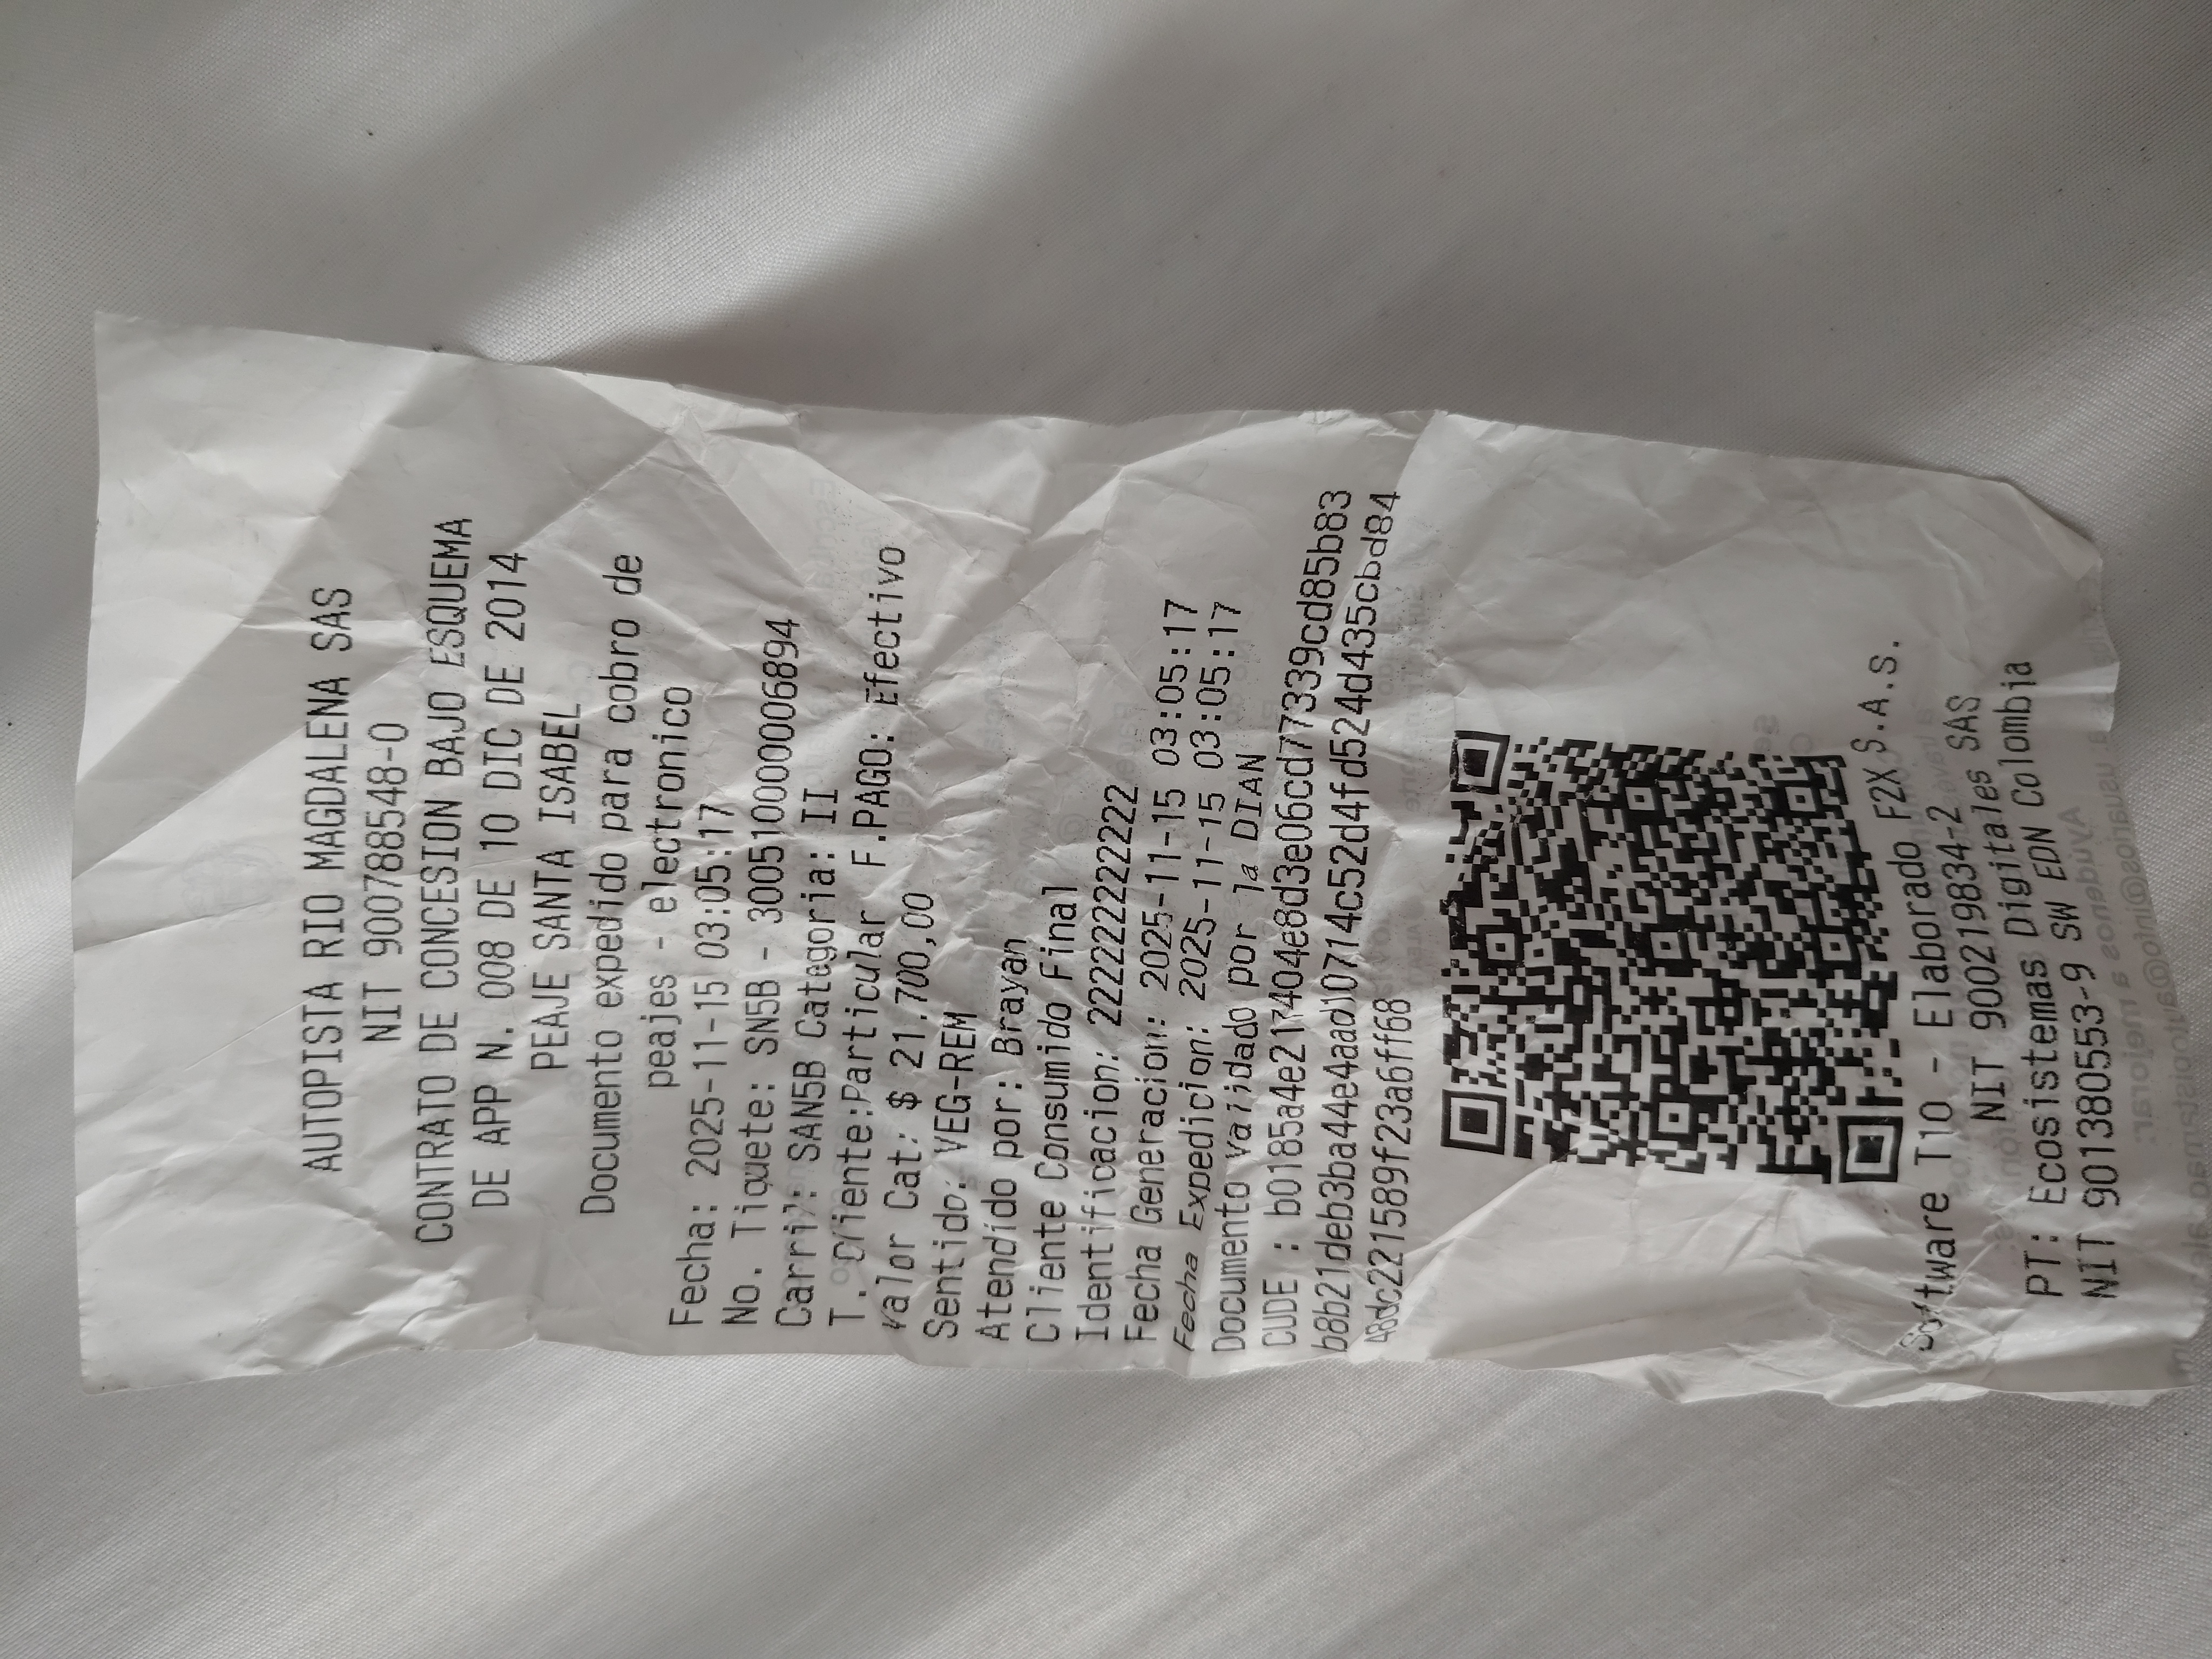 AUTOPISTA RIO MAGDALENA SAS
NIT 900788548-0
CONTRATO DE CONCESION BAJO ESQUEMA
DE APP N. 008 DE 10 DIC DE 2014
PEAJE SANTA ISABEL
Documento expedido para cobro de
peajes - electronico
Fecha: 2025-11-15 03:05:17
No. Tiquete: SN5B - 3005100000006894
Carril: SAN5B Categoria: II
T. cliente:Particular F.PAGO: Efectivo
Valor Cat: $ 21.700,00
Sentido: VEG-REM
Atendido por: Brayan
Cliente Consumido Final
Identificacion: 222222222222
Fecha Generacion: 2025-11-15 03:05:17
Fecha Expedicion: 2025-11-15 03:05:17
Documento Validado por la DIAN
CUDE : b0185a4e217404e8d3e06cd77339cd85b83
b8b21deb3ba44e4aad10714c52d4fd524d435cbd84
48dc221589f23a6ff68
Software T10 - Elaborado F2X S.A.S.
NIT 900219834-2
PT: Ecosistemas Digitales SAS
NIT 901380553-9 SW EDN Colombia